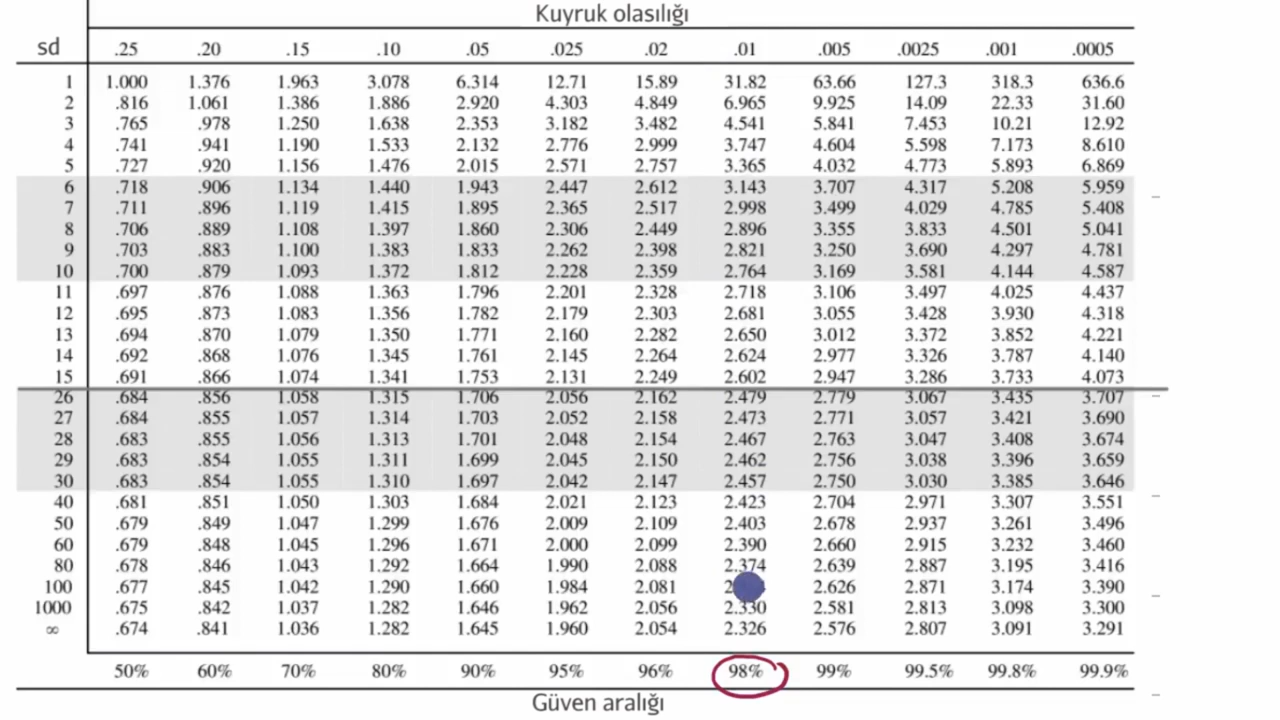 Kuyruk olasılığı
sd .25 .20 .15 .10 .05 .025 .02 .01 .005 .0025 .001 .0005
1 1.000 1.376 1.963 3.078 6.314 12.71 15.89 31.82 63.66 127.3 318.3 636.6
2 .816 1.061 1.386 1.886 2.920 4.303 4.849 6.965 9.925 14.09 22.33 31.60
3 .765 .978 1.250 1.638 2.353 3.182 3.482 4.541 5.841 7.453 10.21 12.92
4 .741 .941 1.190 1.533 2.132 2.776 2.999 3.747 4.604 5.598 7.173 8.610
5 .727 .920 1.156 1.476 2.015 2.571 2.757 3.365 4.032 4.773 5.893 6.869
6 .718 .906 1.134 1.440 1.943 2.447 2.612 3.143 3.707 4.317 5.208 5.959
7 .711 .896 1.119 1.415 1.895 2.365 2.517 2.998 3.499 4.029 4.785 5.408
8 .706 .889 1.108 1.397 1.860 2.306 2.449 2.896 3.355 3.833 4.501 5.041
9 .703 .883 1.100 1.383 1.833 2.262 2.398 2.821 3.250 3.690 4.297 4.781
10 .700 .879 1.093 1.372 1.812 2.228 2.359 2.764 3.169 3.581 4.144 4.587
11 .697 .876 1.088 1.363 1.796 2.201 2.328 2.718 3.106 3.497 4.025 4.437
12 .695 .873 1.083 1.356 1.782 2.179 2.303 2.681 3.055 3.428 3.930 4.318
13 .694 .870 1.079 1.350 1.771 2.160 2.282 2.650 3.012 3.372 3.852 4.221
14 .692 .868 1.076 1.345 1.761 2.145 2.264 2.624 2.977 3.326 3.787 4.140
15 .691 .866 1.074 1.341 1.753 2.131 2.249 2.602 2.947 3.286 3.733 4.073
26 .684 .856 1.058 1.315 1.706 2.056 2.162 2.479 2.779 3.067 3.435 3.707
27 .684 .855 1.057 1.314 1.703 2.052 2.158 2.473 2.771 3.057 3.421 3.690
28 .683 .855 1.056 1.313 1.701 2.048 2.154 2.467 2.763 3.047 3.408 3.674
29 .683 .854 1.055 1.311 1.699 2.045 2.150 2.462 2.756 3.038 3.396 3.659
30 .683 .854 1.055 1.310 1.697 2.042 2.147 2.457 2.750 3.030 3.385 3.646
40 .681 .851 1.050 1.303 1.684 2.021 2.123 2.423 2.704 2.971 3.307 3.551
50 .679 .849 1.047 1.299 1.676 2.009 2.109 2.403 2.678 2.937 3.261 3.496
60 .679 .848 1.045 1.296 1.671 2.000 2.099 2.390 2.660 2.915 3.232 3.460
80 .678 .846 1.043 1.292 1.664 1.990 2.088 2.374 2.639 2.887 3.195 3.416
100 .677 .845 1.042 1.290 1.660 1.984 2.081 2.626 2.871 3.174 3.390
1000 .675 .842 1.037 1.282 1.646 1.962 2.056 2.330 2.581 2.813 3.098 3.300
∞ .674 .841 1.036 1.282 1.645 1.960 2.054 2.326 2.576 2.807 3.091 3.291
50% 60% 70% 80% 90% 95% 96% 98% 99% 99.5% 99.8% 99.9%
Güven aralığı